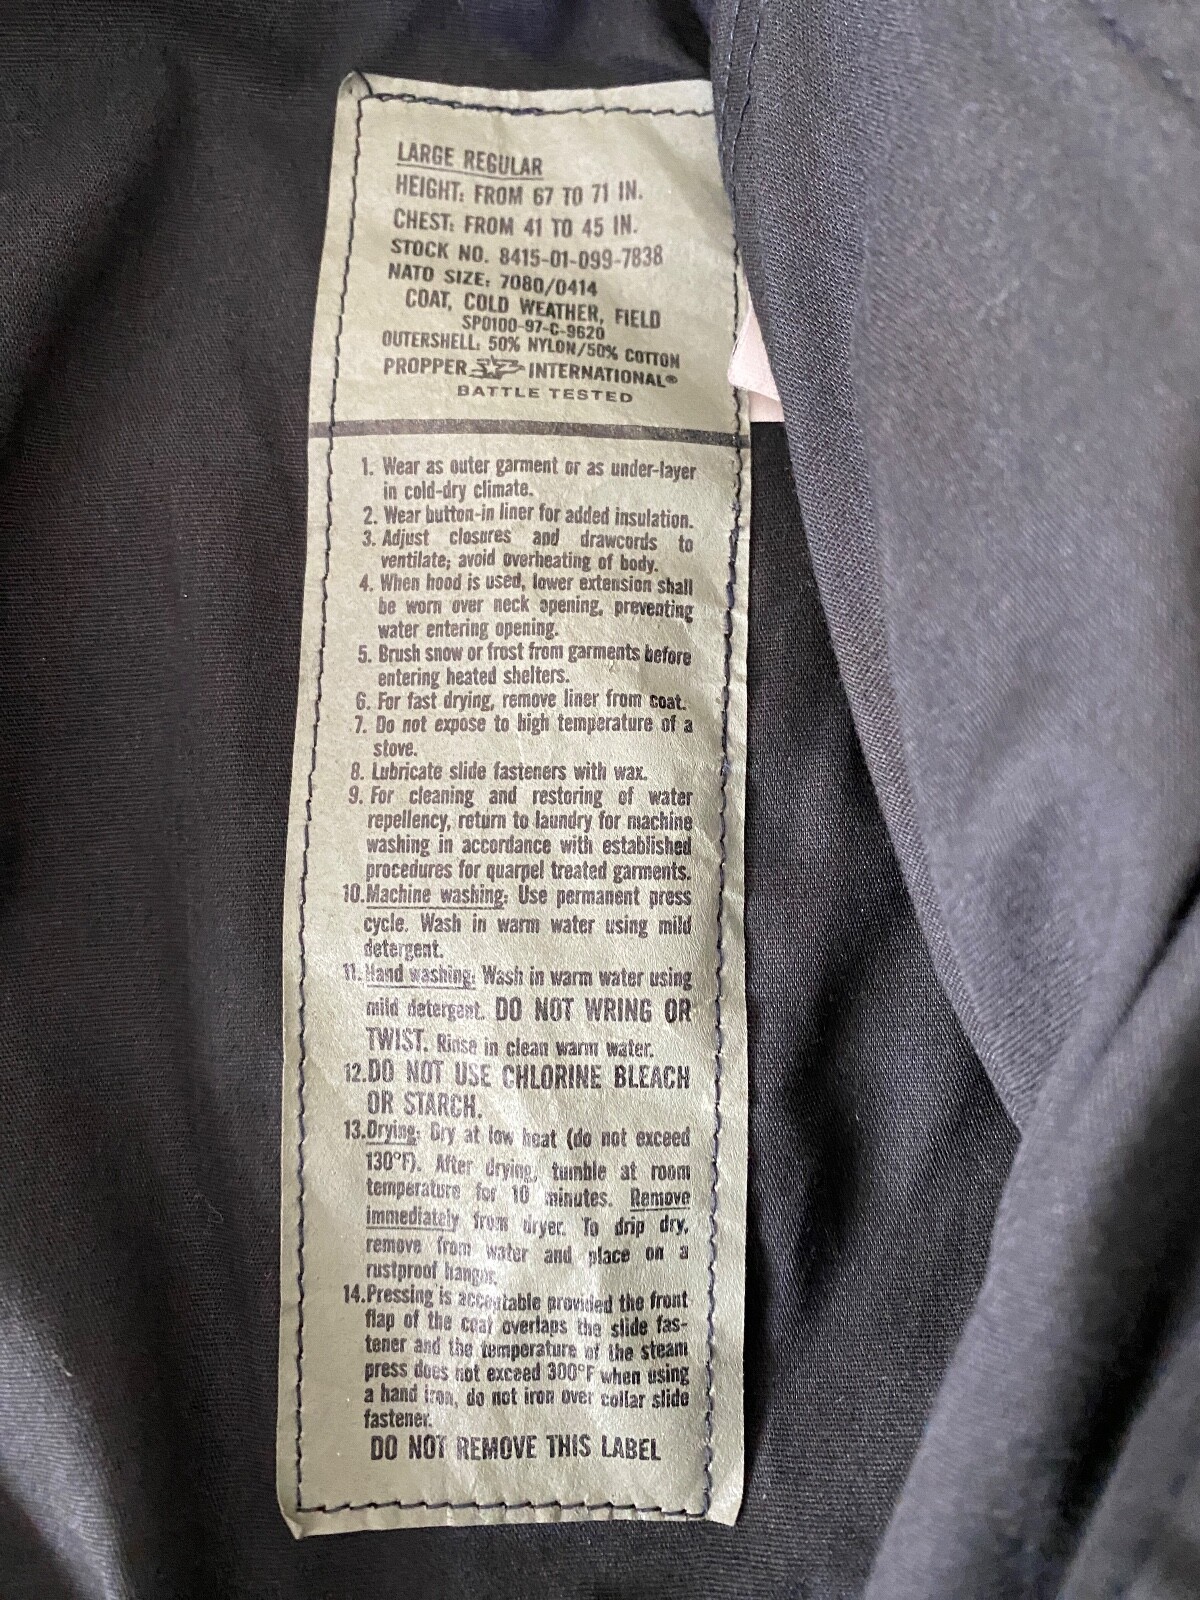 LARGE REGULAR
HEIGHT: FROM 67 TO 71 IN.
CHEST: FROM 41 TO 45 IN.
STOCK NO. 8415-01-099-7838
NATO SIZE: 7080/0414
COAT, COLD WEATHER, FIELD
SPO100-97-C-9620
OUTERSHELL: 50% NYLON/50% COTTON
PROPPER INTERNATIONAL®
BATTLE TESTED
1. Wear as outer garment or as under-layer
in cold-dry climate.
2. Wear button-in liner for added insulation.
3. Adjust closures and drawcords to
ventilate; avoid overheating of body.
4. When hood is used, lower extension shall
be worn over neck opening, preventing
water entering opening.
5. Brush snow or frost from garments before
entering heated shelters.
6. For fast drying, remove liner from coat.
7. Do not expose to high temperature of a
stove.
8. Lubricate slide fasteners with wax.
9. For cleaning and restoring of water
repellency, return to laundry for machine
washing in accordance with established
procedures for quarpel treated garments.
10.Machine washing: Use permanent press
cycle. Wash in warm water using mild
detergent.
11.Hand washing: Wash in warm water using
mild detergent. DO NOT WRING OR
TWIST. Rinse in clean warm water.
12.DO NOT USE CHLORINE BLEACH
OR STARCH.
13.Drying: Dry at low heat (do not exceed
130°F). After drying, tumble at room
temperature for 10 minutes. Remove
immediately from dryer. To drip dry,
remove from water and place on a
rustproof hanger.
14.Pressing is acceptable provided the front
flap of the coat overlaps the slide fas-
tener and the temperature of the steam
press does not exceed 300°F when using
a hand iron, do not iron over collar slide
fastener.
DO NOT REMOVE THIS LABEL